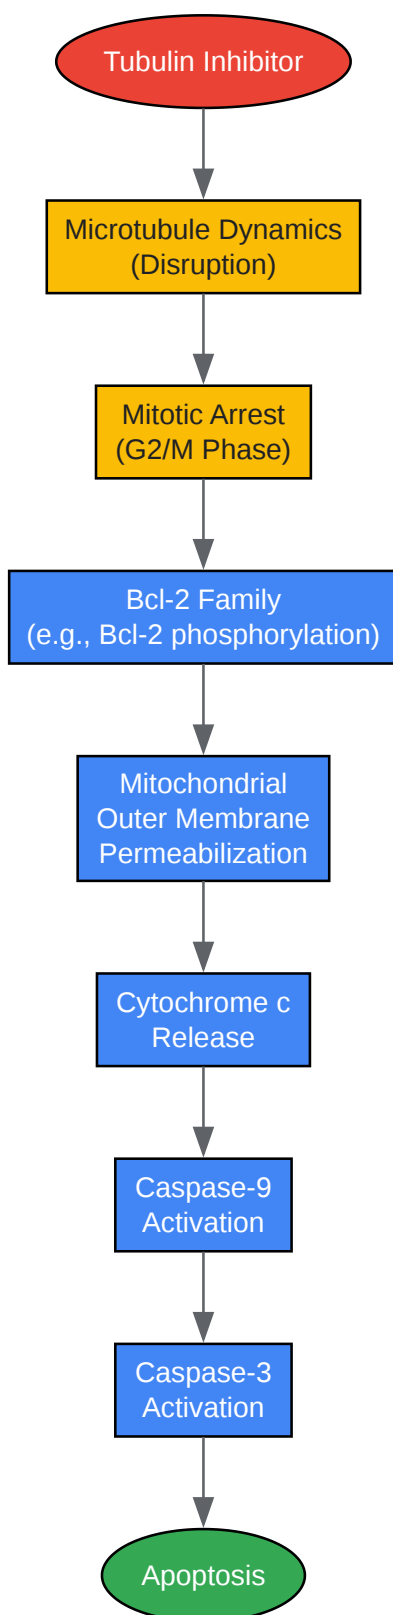 Tubulin Inhibitor
Microtubule Dynamics
(Disruption)
Mitotic Arrest
(G2/M Phase)
Bcl-2 Family
(e.g., Bcl-2 phosphorylation)
Mitochondrial
Outer Membrane
Permeabilization
Cytochrome c
Release
Caspase-9
Activation
Caspase-3
Activation
Apoptosis